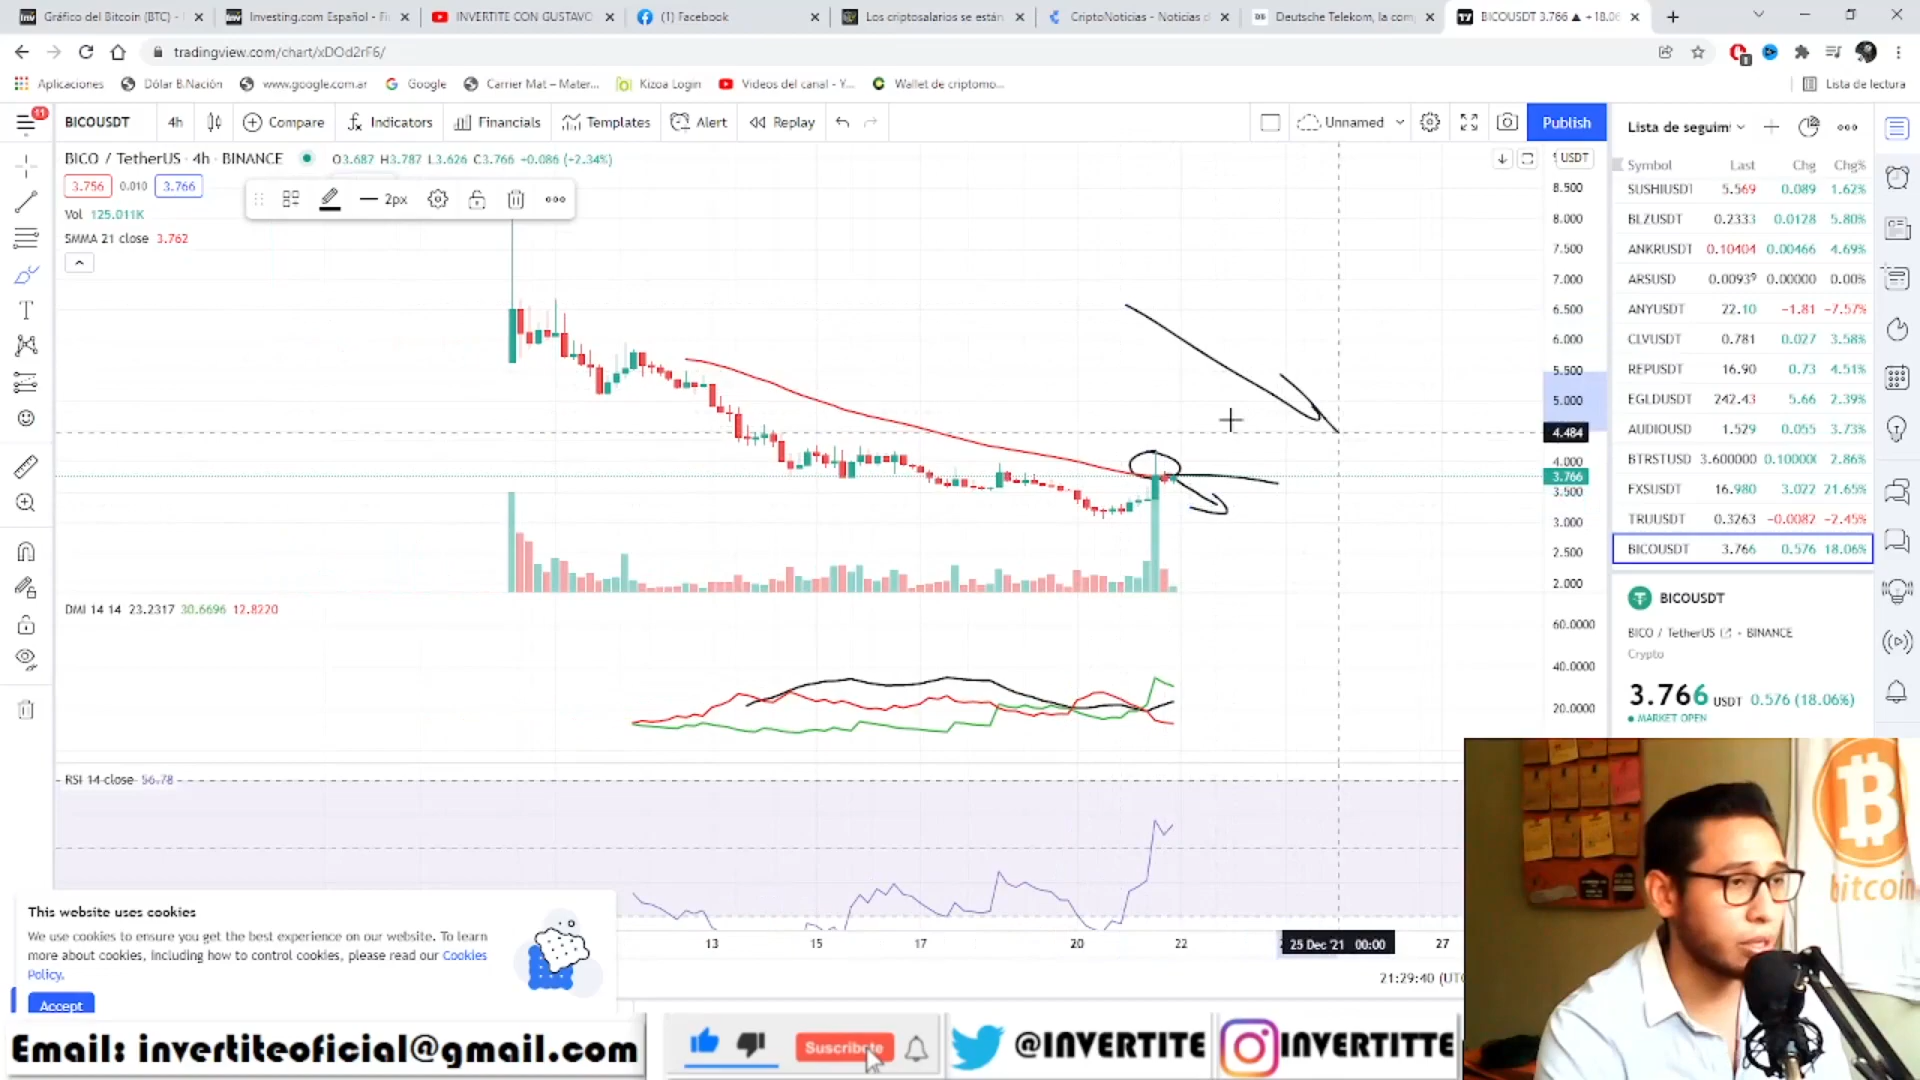 Gráfico del Bitcoin (BTC) -
Investing.com Español - Fi
INVERTITE CON GUSTAVO
(1) Facebook
Los criptosalarios se están
CriptoNoticias - Noticias d
Deutsche Telekom, la com
BICOUSDT 3.766 ▲ +18.06
tradingview.com/chart/xDOd2rF6/
Aplicaciones
Dólar B.Nación
www.google.com.ar
Google
Carrier Mat – Mater...
Kizoa Login
Videos del canal - Y...
Wallet de criptomo...
Lista de lectura
11
BICOUSDT
4h
Compare
Indicators
Financials
Templates
Alert
Replay
Unnamed
Publish
Lista de seguim
BICO / TetherUS · 4h · BINANCE
O3.687 H3.787 L3.626 C3.766 −0.086 (−2.34%)
USDT
3.756 0.010 3.766
2px
Vol 125.011K
SMMA 21 close 3.762
8.500
8.000
7.500
7.000
6.500
6.000
5.500
5.000
4.484
4.000
3.766
3.500
3.000
2.500
2.000
DMI 14 14 23.2317 30.6696 12.8220
60.0000
40.0000
20.0000
RSI 14 close 56.78
13 15 17 20 22 25 Dec '21 00:00 27
21:29:40 (UTC
Symbol Last Chg Chg%
SUSHIUSDT 5.569 0.089 1.62%
BLZUSDT 0.2333 0.0128 5.80%
ANKRUSDT 0.10404 0.00466 4.69%
ARSUSD 0.00939 0.00000 0.00%
ANYUSDT 22.10 −1.81 −7.57%
CLVUSDT 0.781 0.027 3.58%
REPUSDT 16.90 0.73 4.51%
EGLDUSDT 242.43 5.66 2.39%
AUDIOUSD 1.529 0.055 3.73%
BTRSTUSD 3.600000 0.10000 2.86%
FXSUSDT 16.980 3.022 21.65%
TRUUSDT 0.3263 −0.0082 −2.45%
BICOUSDT 3.766 0.576 18.06%
BICOUSDT
BICO / TetherUS · BINANCE
Crypto
3.766 USDT 0.576 (18.06%)
MARKET OPEN
This website uses cookies
We use cookies to ensure you get the best experience on our website. To learn
more about cookies, including how to control cookies, please read our Cookies
Policy.
Accept
bitcoin
Email: invertiteoficial@gmail.com
Suscribete
@INVERTITE
INVERTITTE